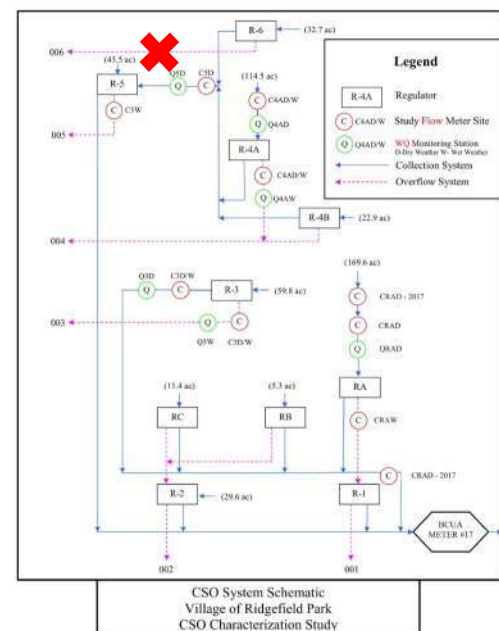 R-6
(32.7 ac)
006
(43.5 ac)
Q5D
C5D
(114.5 ac)
R-5
Q
C
C
C4AD/W
C
C5W
Q
Q4AD
005
R-4A
C
C4AD/W
Q
Q4AW
R-4B
(22.9 ac)
004
Legend
R-4A
Regulator
C4AD/W
C
Study Flow Meter Site
Q4AD/W
Q
WQ Monitoring Station
D-Dry Weather W- Wet Weather
Collection System
Overflow System
(169.6 ac)
Q3D
C3D/W
Q
C
R-3
(59.8 ac)
C
CRAD - 2017
003
Q
C
C
CRAD
Q3W
C3D/W
Q
QRAD
(11.4 ac)
(5.3 ac)
RA
RC
RB
C
CRAW
C
CRAD - 2017
R-2
(29.6 ac)
R-1
BCUA
METER #17
002
001
CSO System Schematic
Village of Ridgefield Park
CSO Characterization Study